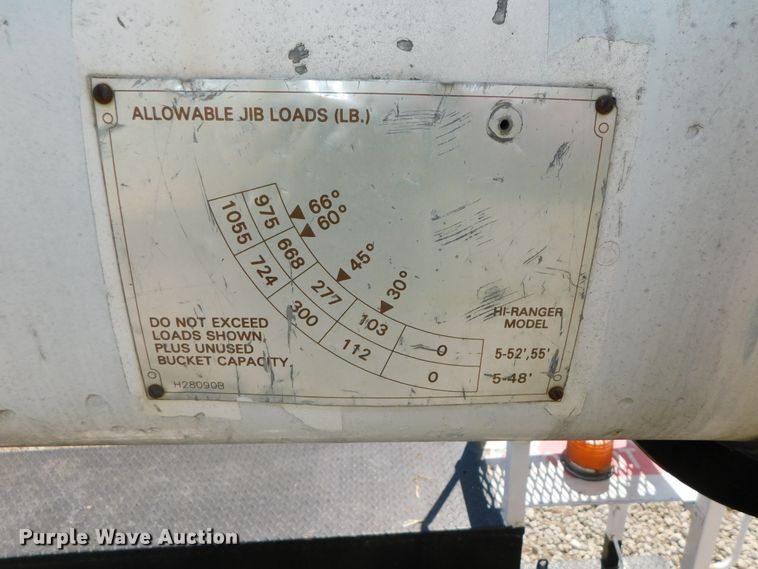 ALLOWABLE JIB LOADS (LB.)
66°
60°
45°
30°
975
668
277
103
0
1055
724
300
112
0
HI-RANGER
MODEL
5-52',55'
5-48'
DO NOT EXCEED
LOADS SHOWN,
PLUS UNUSED
BUCKET CAPACITY.
H28090B
Purple Wave Auction